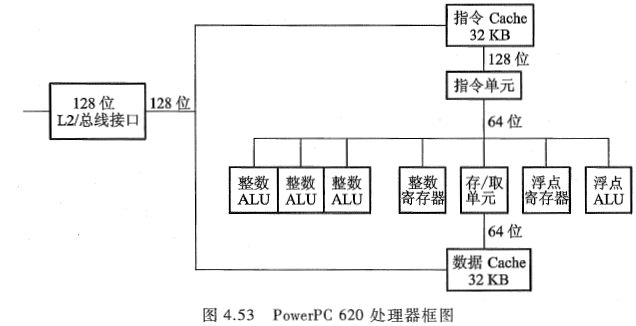 指令 Cache
32 KB
128 位
指令单元
128 位
L2/总线接口
128 位
64 位
整数
ALU
整数
ALU
整数
ALU
整数
寄存器
存/取
单元
浮点
寄存器
浮点
ALU
64 位
数据 Cache
32 KB
图 4.53 PowerPC 620 处理器框图